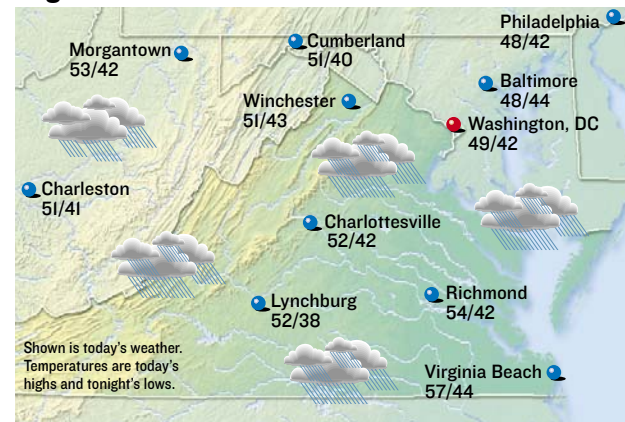 Philadelphia
48/42
Morgantown
53/42
Cumberland
51/40
Baltimore
48/44
Winchester
51/43
Washington, DC
49/42
Charleston
51/41
Charlottesville
52/42
Lynchburg
52/38
Richmond
54/42
Shown is today's weather.
Temperatures are today's
highs and tonight's lows.
Virginia Beach
57/44